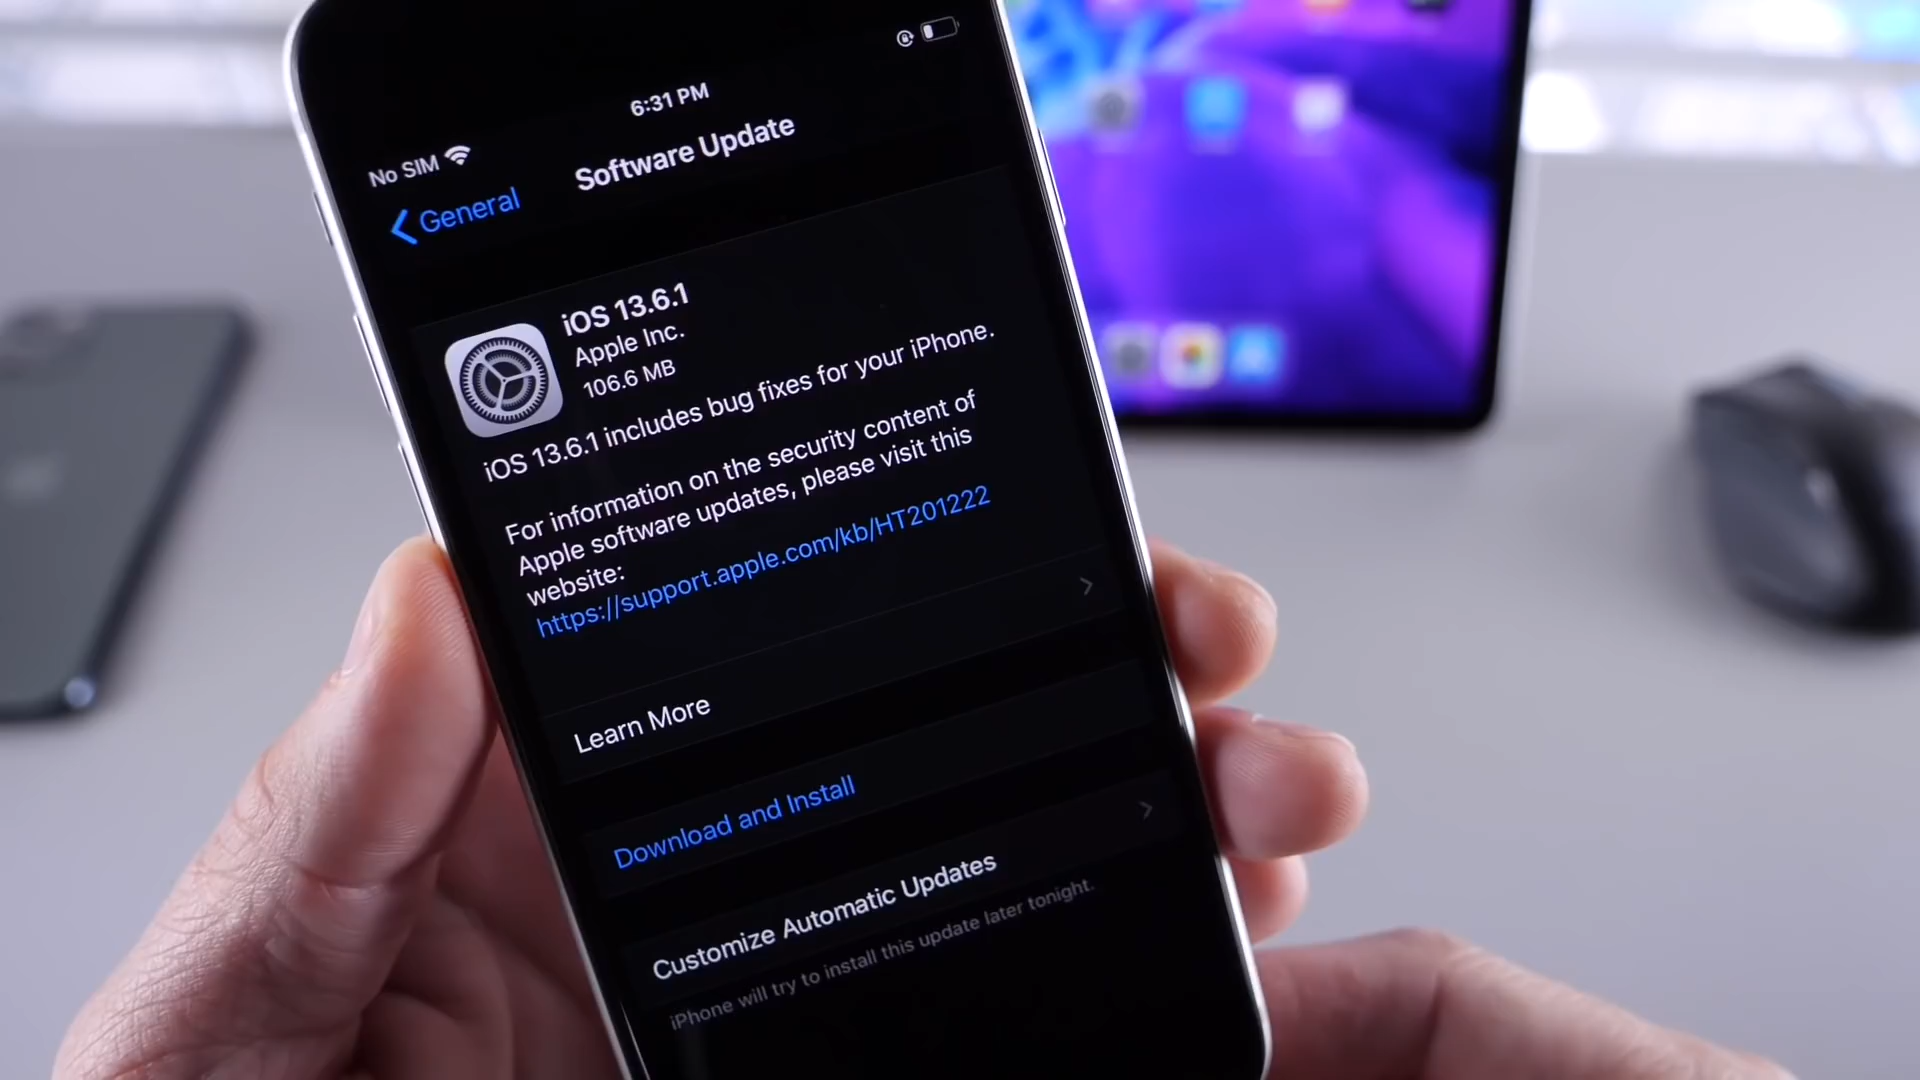 6:31 PM
No SIM
General
Software Update
iOS 13.6.1
Apple Inc.
106.6 MB
iOS 13.6.1 includes bug fixes for your iPhone.
For information on the security content of
Apple software updates, please visit this
website:
https://support.apple.com/kb/HT201222
Learn More
Download and Install
Customize Automatic Updates
iPhone will try to install this update later tonight.